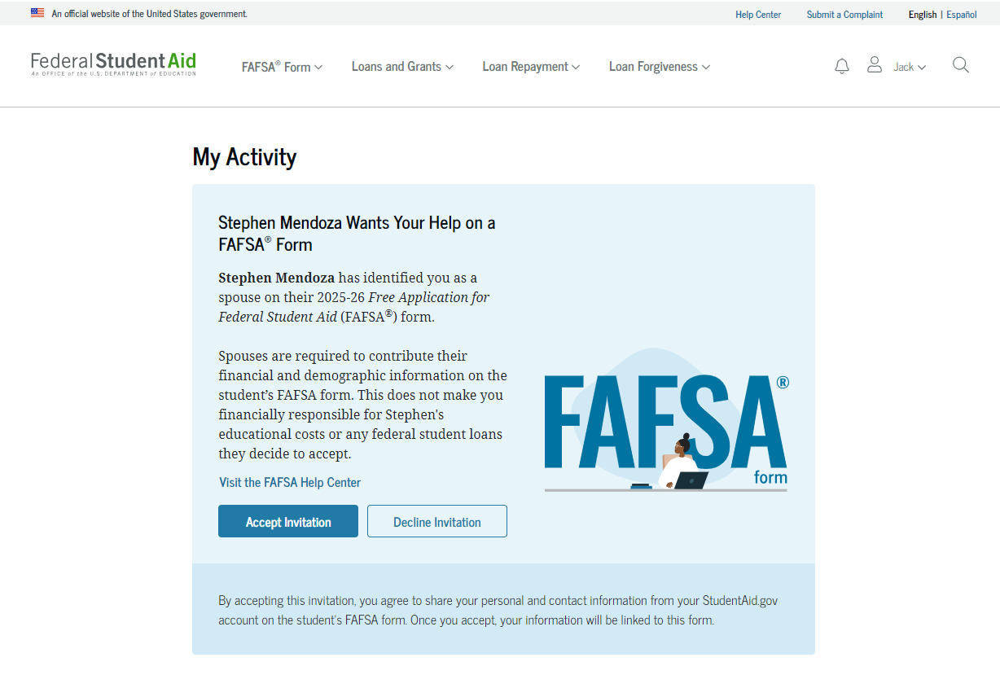 An official website of the United States government.
Help Center Submit a Complaint English | Español
Federal Student Aid
An OFFICE of the U.S. DEPARTMENT of EDUCATION
FAFSA® Form Loans and Grants Loan Repayment Loan Forgiveness Jack
My Activity
Stephen Mendoza Wants Your Help on a
FAFSA® Form
Stephen Mendoza has identified you as a
spouse on their 2025-26 Free Application for
Federal Student Aid (FAFSA®) form.
Spouses are required to contribute their
financial and demographic information on the
student’s FAFSA form. This does not make you
financially responsible for Stephen's
educational costs or any federal student loans
they decide to accept.
Visit the FAFSA Help Center
Accept Invitation Decline Invitation
FAFSA®
form
By accepting this invitation, you agree to share your personal and contact information from your StudentAid.gov
account on the student’s FAFSA form. Once you accept, your information will be linked to this form.